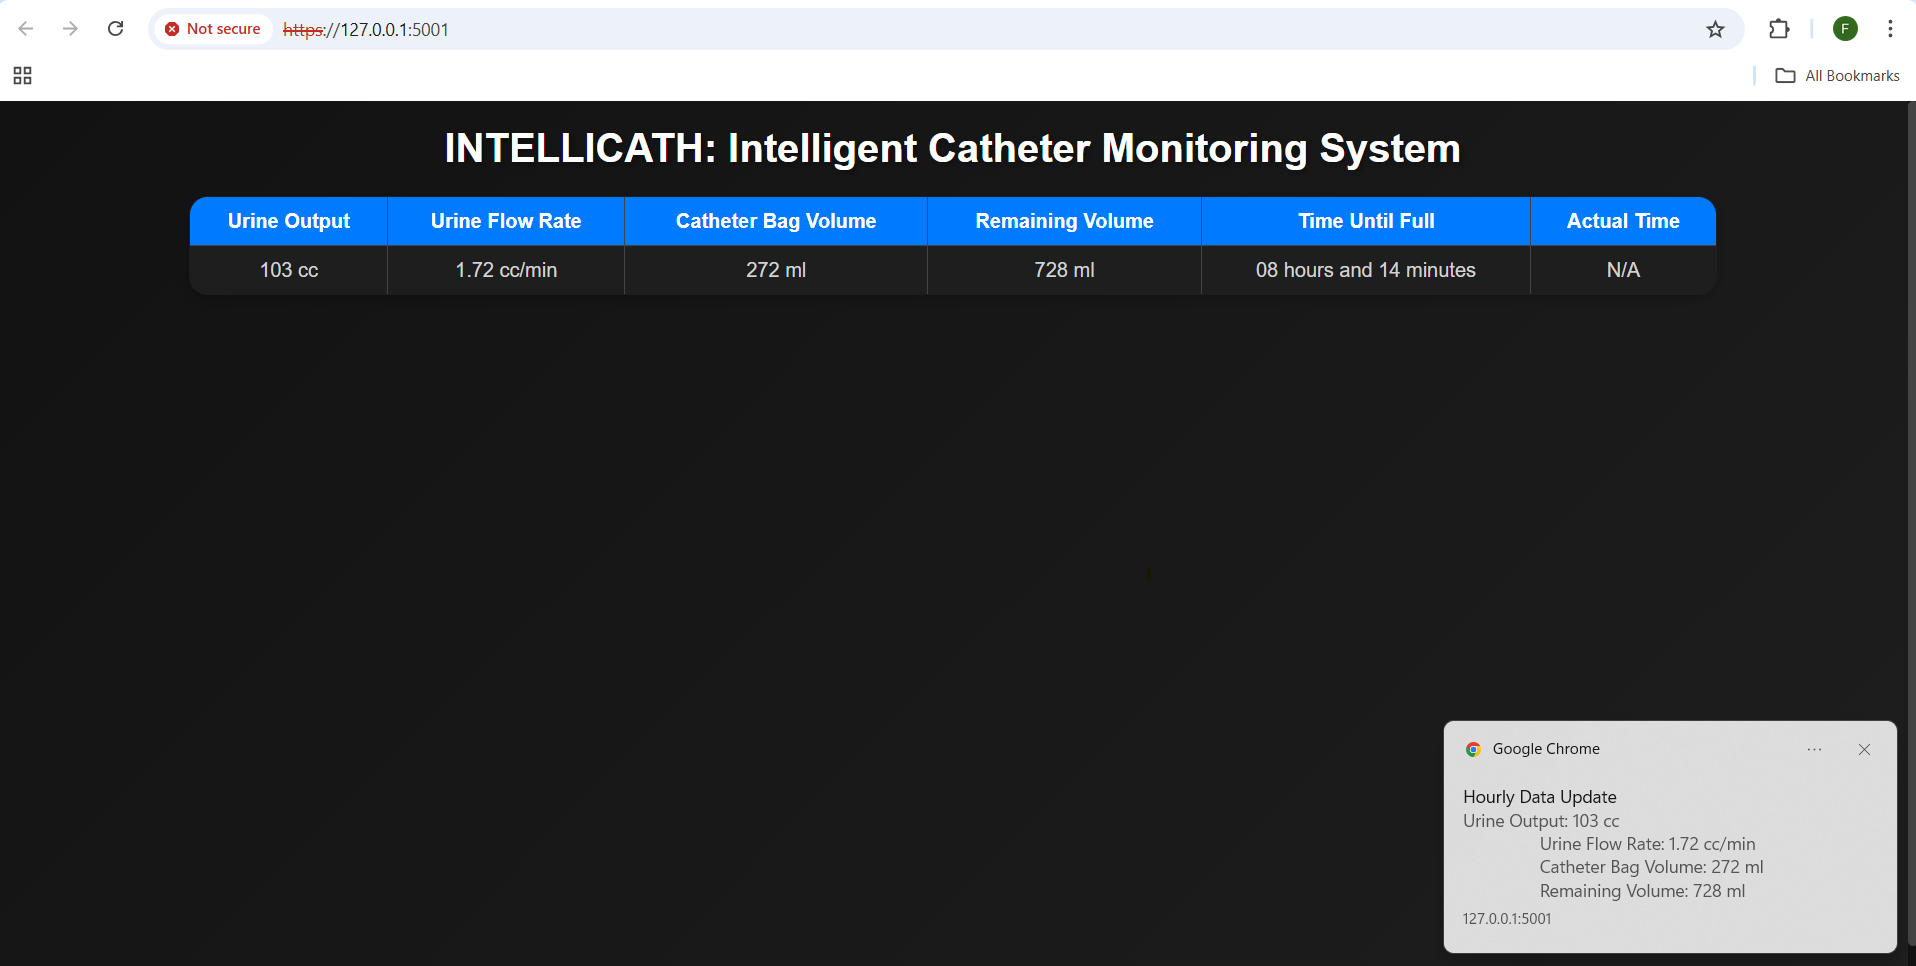 Not secure https://127.0.0.1:5001 F
All Bookmarks
INTELLICATH: Intelligent Catheter Monitoring System
Urine Output Urine Flow Rate Catheter Bag Volume Remaining Volume Time Until Full Actual Time
103 cc 1.72 cc/min 272 ml 728 ml 08 hours and 14 minutes N/A
Google Chrome
Hourly Data Update
Urine Output: 103 cc
Urine Flow Rate: 1.72 cc/min
Catheter Bag Volume: 272 ml
Remaining Volume: 728 ml
127.0.0.1:5001